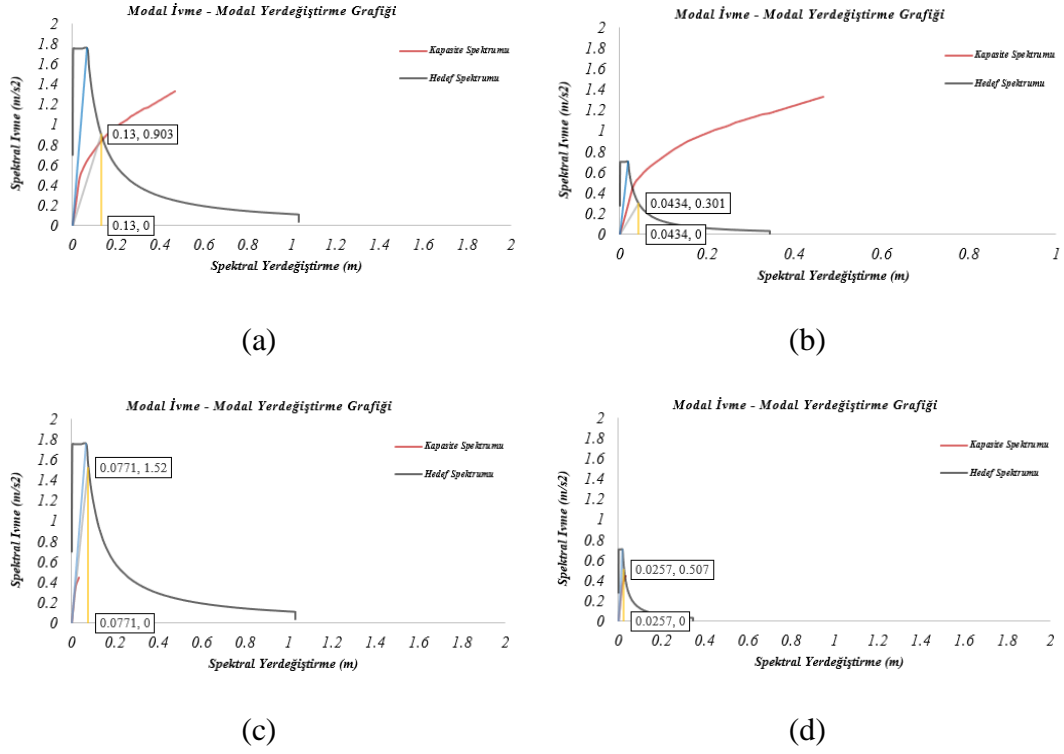 Modal İvme - Modal Yerdeğiştirme Grafiği
Spektral Ivme (m/s2)
2
1.8
1.6
1.4
1.2
1
0.8
0.6
0.4
0.2
0
Kapasite Spektrumu
Hedef Spektrumu
0.13, 0.903
0.13, 0
0 0.2 0.4 0.6 0.8 1 1.2 1.4 1.6 1.8 2
Spektral Yerdeğiştirme (m)
(a)
Modal İvme - Modal Yerdeğiştirme Grafiği
Spektral Ivme (m/s2)
2
1.8
1.6
1.4
1.2
1
0.8
0.6
0.4
0.2
0
Kapasite Spektrumu
Hedef Spektrumu
0.0434, 0.301
0.0434, 0
0 0.2 0.4 0.6 0.8 1
Spektral Yerdeğiştirme (m)
(b)
Modal İvme - Modal Yerdeğiştirme Grafiği
Spektral Ivme (m/s2)
2
1.8
1.6
1.4
1.2
1
0.8
0.6
0.4
0.2
0
Kapasite Spektrumu
Hedef Spektrumu
0.0771, 1.52
0.0771, 0
0 0.2 0.4 0.6 0.8 1 1.2 1.4 1.6 1.8 2
Spektral Yerdeğiştirme (m)
(c)
Modal İvme - Modal Yerdeğiştirme Grafiği
Spektral Ivme (m/s2)
2
1.8
1.6
1.4
1.2
1
0.8
0.6
0.4
0.2
0
Kapasite Spektrumu
Hedef Spektrumu
0.0257, 0.507
0.0257, 0
0 0.2 0.4 0.6 0.8 1 1.2 1.4 1.6 1.8 2
Spektral Yerdeğiştirme (m)
(d)